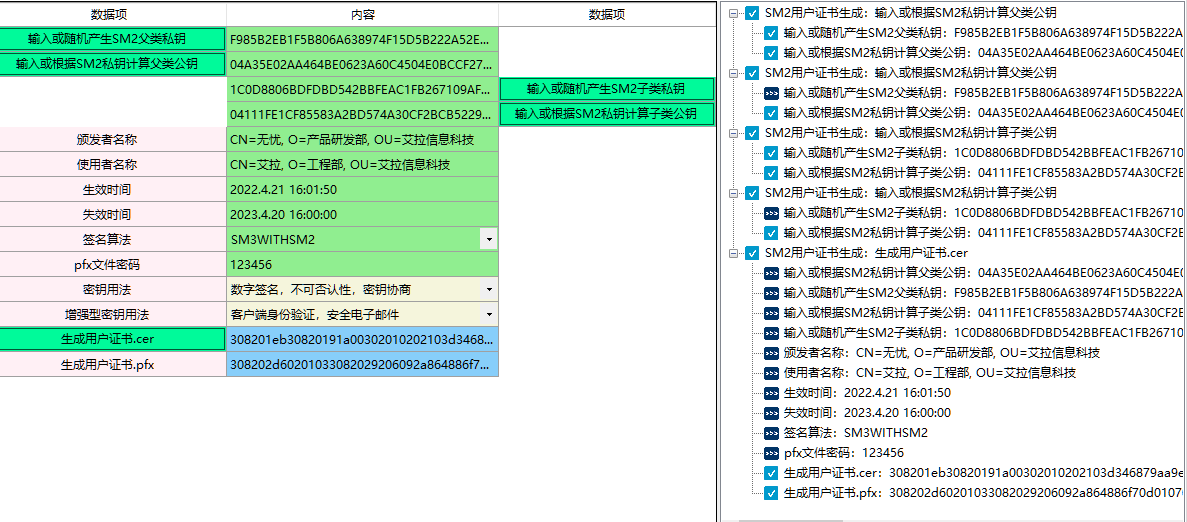 数据项 内容 数据项
输入或随机产生SM2父类私钥 F985B2EB1F5B806A638974F15D5B222A52E...
输入或根据SM2私钥计算父类公钥 04A35E02AA464BE0623A60C4504E0BCCF27...
1C0D8806BDFDBD542BBFEAC1FB267109AF... 输入或随机产生SM2子类私钥
04111FE1CF85583A2BD574A30CF2BCB5229... 输入或根据SM2私钥计算子类公钥
颁发者名称 CN=无忧, O=产品研发部, OU=艾拉信息科技
使用者名称 CN=艾拉, O=工程部, OU=艾拉信息科技
生效时间 2022.4.21 16:01:50
失效时间 2023.4.20 16:00:00
签名算法 SM3WITHSM2
pfx文件密码 123456
密钥用法 数字签名，不可否认性，密钥协商
增强型密钥用法 客户端身份验证，安全电子邮件
生成用户证书.cer 308201eb30820191a00302010202103d3468...
生成用户证书.pfx 308202d60201033082029206092a864886f7...
SM2用户证书生成：输入或根据SM2私钥计算父类公钥
输入或随机产生SM2父类私钥：F985B2EB1F5B806A638974F15D5B222A
输入或根据SM2私钥计算父类公钥：04A35E02AA464BE0623A60C4504E0
SM2用户证书生成：输入或根据SM2私钥计算父类公钥
输入或随机产生SM2父类私钥：F985B2EB1F5B806A638974F15D5B222A
输入或根据SM2私钥计算父类公钥：04A35E02AA464BE0623A60C4504E0
SM2用户证书生成：输入或根据SM2私钥计算子类公钥
输入或随机产生SM2子类私钥：1C0D8806BDFDBD542BBFEAC1FB26710
输入或根据SM2私钥计算子类公钥：04111FE1CF85583A2BD574A30CF2B
SM2用户证书生成：输入或根据SM2私钥计算子类公钥
输入或随机产生SM2子类私钥：1C0D8806BDFDBD542BBFEAC1FB26710
输入或根据SM2私钥计算子类公钥：04111FE1CF85583A2BD574A30CF2B
SM2用户证书生成：生成用户证书.cer
输入或根据SM2私钥计算父类公钥：04A35E02AA464BE0623A60C4504E0
输入或随机产生SM2父类私钥：F985B2EB1F5B806A638974F15D5B222A
输入或根据SM2私钥计算子类公钥：04111FE1CF85583A2BD574A30CF2B
输入或随机产生SM2子类私钥：1C0D8806BDFDBD542BBFEAC1FB26710
颁发者名称：CN=无忧, O=产品研发部, OU=艾拉信息科技
使用者名称：CN=艾拉, O=工程部, OU=艾拉信息科技
生效时间：2022.4.21 16:01:50
失效时间：2023.4.20 16:00:00
签名算法：SM3WITHSM2
pfx文件密码：123456
生成用户证书.cer：308201eb30820191a00302010202103d346879aa9e
生成用户证书.pfx：308202d60201033082029206092a864886f70d0107